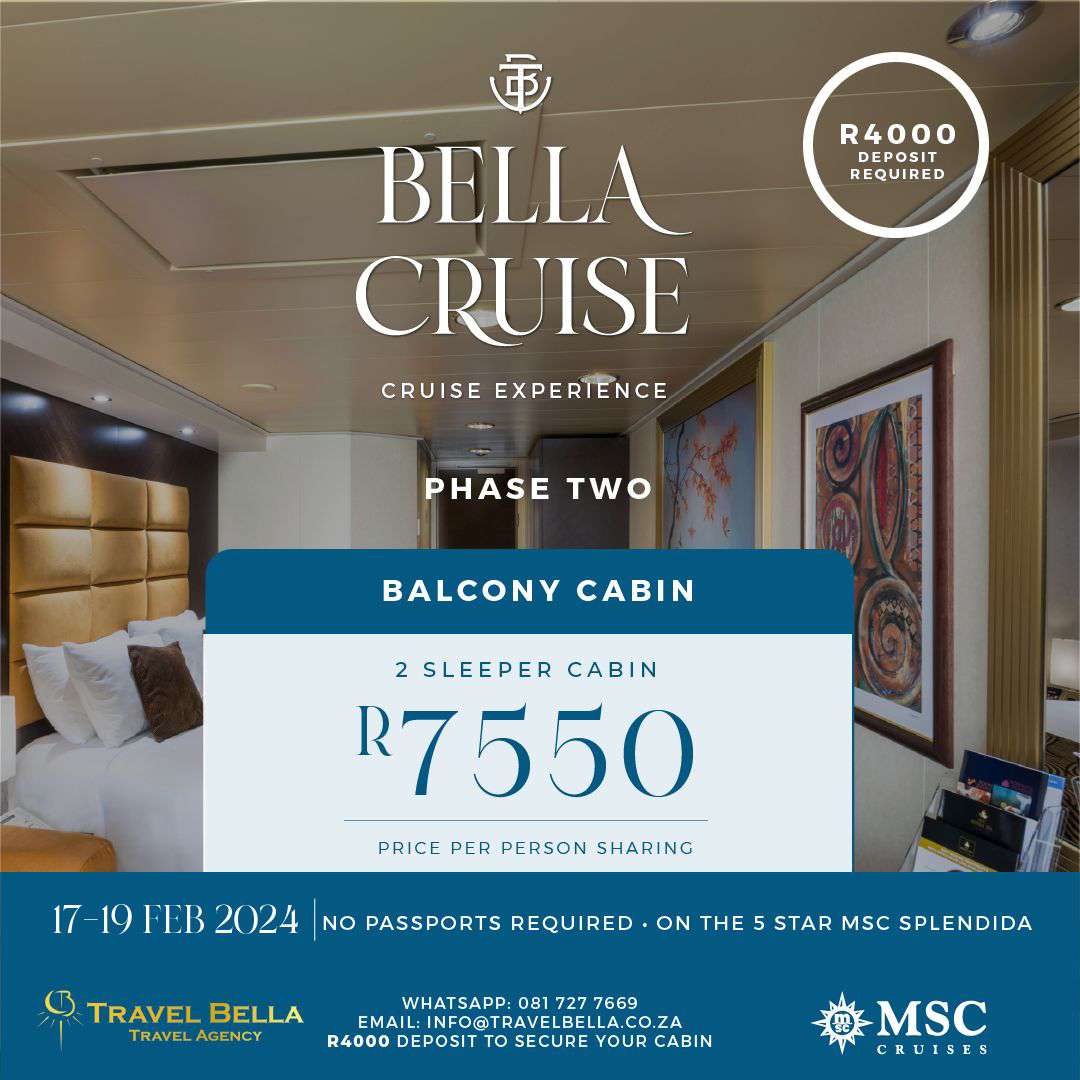 BELLA
CRUISE
CRUISE EXPERIENCE
R4000
DEPOSIT
REQUIRED
PHASE TWO
BALCONY CABIN
2 SLEEPER CABIN
R7550
PRICE PER PERSON SHARING
17-19 FEB 2024 | NO PASSPORTS REQUIRED • ON THE 5 STAR MSC SPLENDIDA
TRAVEL BELLA
TRAVEL AGENCY
WHATSAPP: 081 727 7669
EMAIL: INFO@TRAVELBELLA.CO.ZA
R4000 DEPOSIT TO SECURE YOUR CABIN
msc
MSC
CRUISES